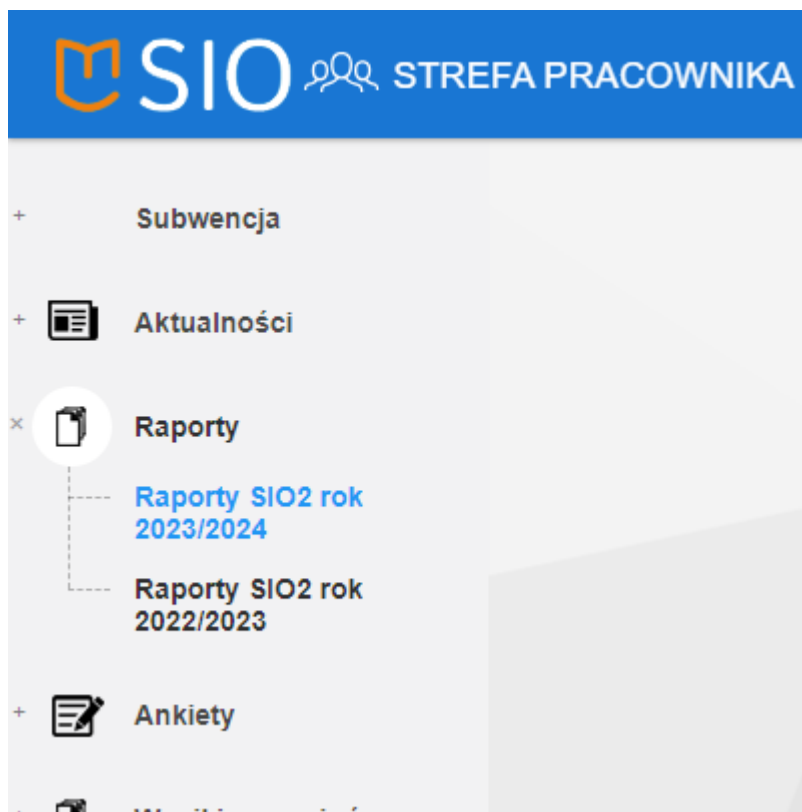 SIO STREFA PRACOWNIKA
+ Subwencja
+ Aktualności
× Raporty
Raporty SIO2 rok
2023/2024
Raporty SIO2 rok
2022/2023
+ Ankiety